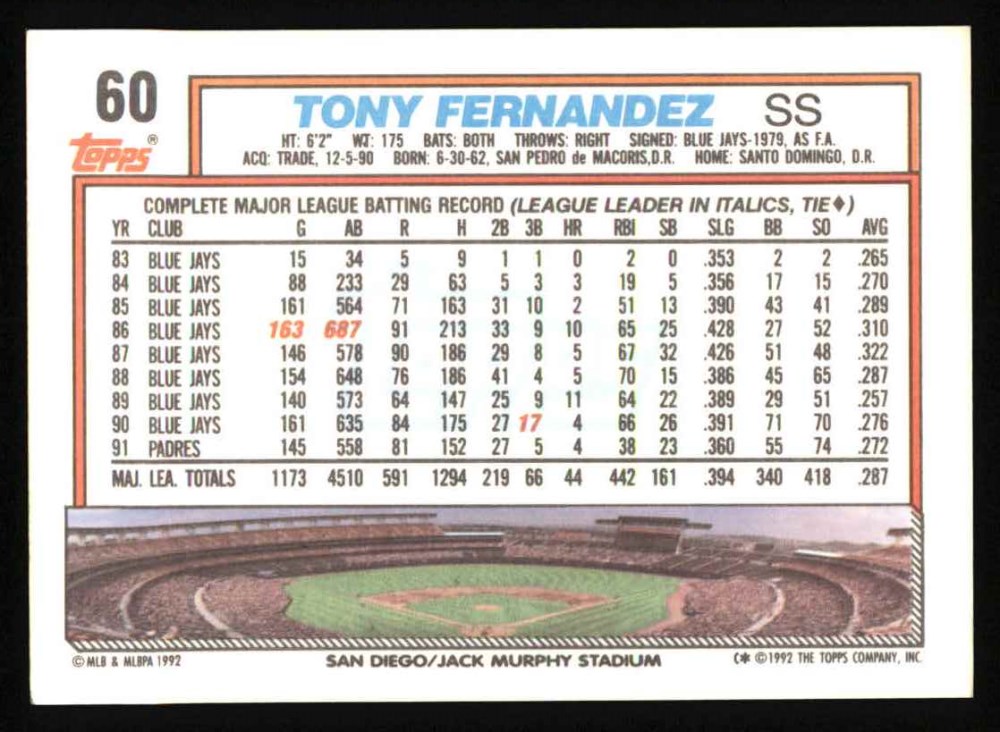 60
TOPPS®
TONY FERNANDEZ SS
HT: 6'2" WT: 175 BATS: BOTH THROWS: RIGHT SIGNED: BLUE JAYS-1979, AS F.A.
ACQ: TRADE, 12-5-90 BORN: 6-30-62, SAN PEDRO de MACORIS, D.R. HOME: SANTO DOMINGO, D.R.
COMPLETE MAJOR LEAGUE BATTING RECORD (LEAGUE LEADER IN ITALICS, TIE♦)
YR CLUB G AB R H 2B 3B HR RBI SB SLG BB SO AVG
83 BLUE JAYS 15 34 5 9 1 1 0 2 0 .353 2 2 .265
84 BLUE JAYS 88 233 29 63 5 3 3 19 5 .356 17 15 .270
85 BLUE JAYS 161 564 71 163 31 10 2 51 13 .390 43 41 .289
86 BLUE JAYS 163 687 91 213 33 9 10 65 25 .428 27 52 .310
87 BLUE JAYS 146 578 90 186 29 8 5 67 32 .426 51 48 .322
88 BLUE JAYS 154 648 76 186 41 4 5 70 15 .386 45 65 .287
89 BLUE JAYS 140 573 64 147 25 9 11 64 22 .389 29 51 .257
90 BLUE JAYS 161 635 84 175 27 17 4 66 26 .391 71 70 .276
91 PADRES 145 558 81 152 27 5 4 38 23 .360 55 74 .272
MAJ. LEA. TOTALS 1173 4510 591 1294 219 66 44 442 161 .394 340 418 .287
© MLB & MLBPA 1992 SAN DIEGO/JACK MURPHY STADIUM C* ©1992 THE TOPPS COMPANY, INC.